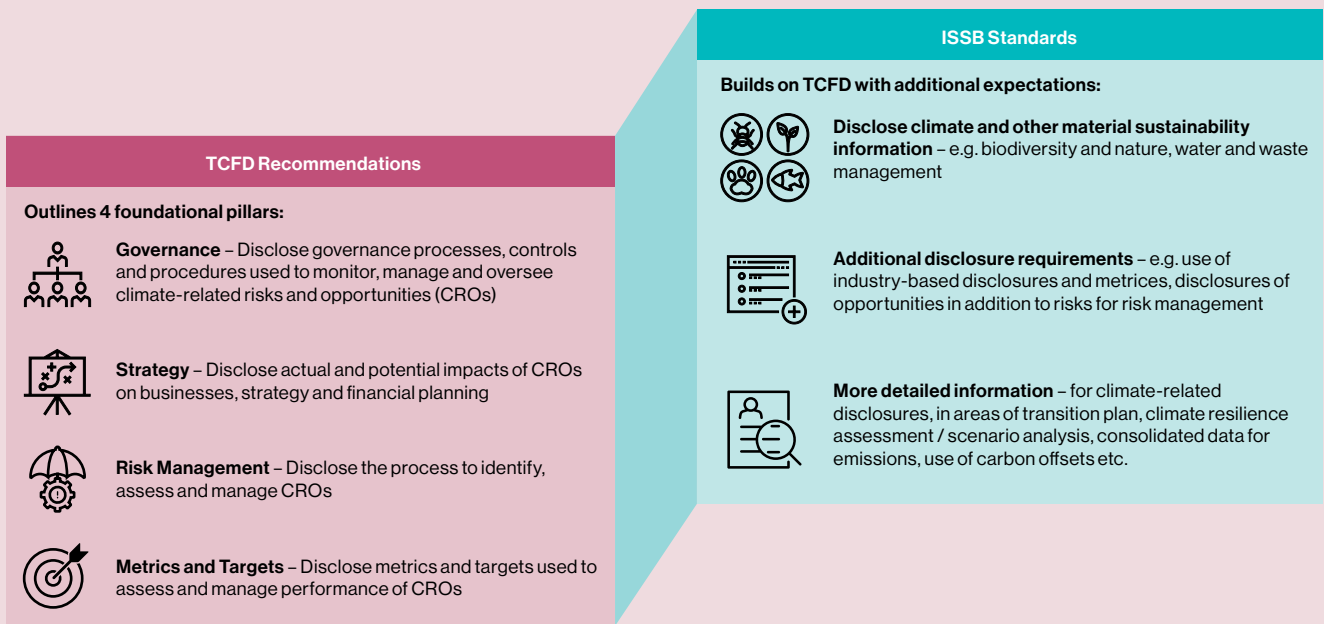 TCFD Recommendations
Outlines 4 foundational pillars:
Governance – Disclose governance processes, controls
and procedures used to monitor, manage and oversee
climate-related risks and opportunities (CROs)
Strategy – Disclose actual and potential impacts of CROs
on businesses, strategy and financial planning
Risk Management – Disclose the process to identify,
assess and manage CROs
Metrics and Targets – Disclose metrics and targets used to
assess and manage performance of CROs
ISSB Standards
Builds on TCFD with additional expectations:
Disclose climate and other material sustainability
information – e.g. biodiversity and nature, water and waste
management
Additional disclosure requirements – e.g. use of
industry-based disclosures and metrices, disclosures of
opportunities in addition to risks for risk management
More detailed information – for climate-related
disclosures, in areas of transition plan, climate resilience
assessment / scenario analysis, consolidated data for
emissions, use of carbon offsets etc.